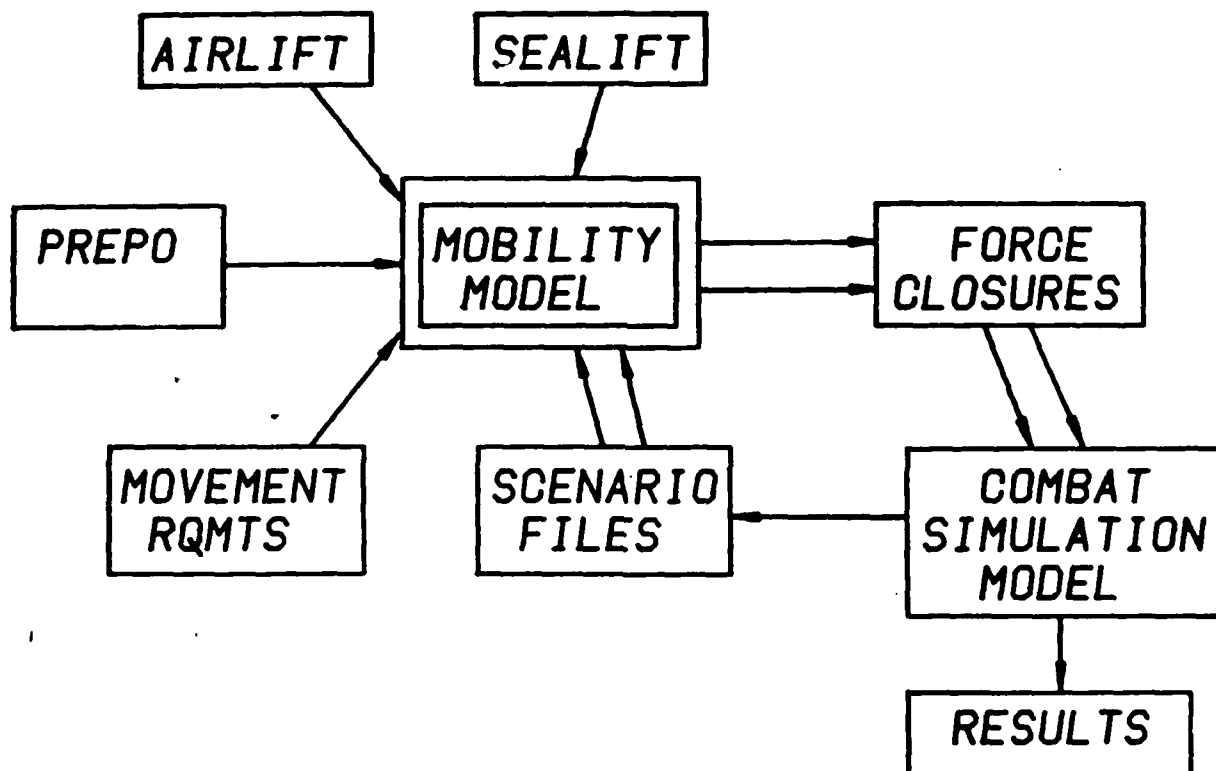 AIRLIFT
SEALIFT
PREPO
MOBILITY
MODEL
FORCE
CLOSURES
MOVEMENT
RQMTS
SCENARIO
FILES
COMBAT
SIMULATION
MODEL
RESULTS